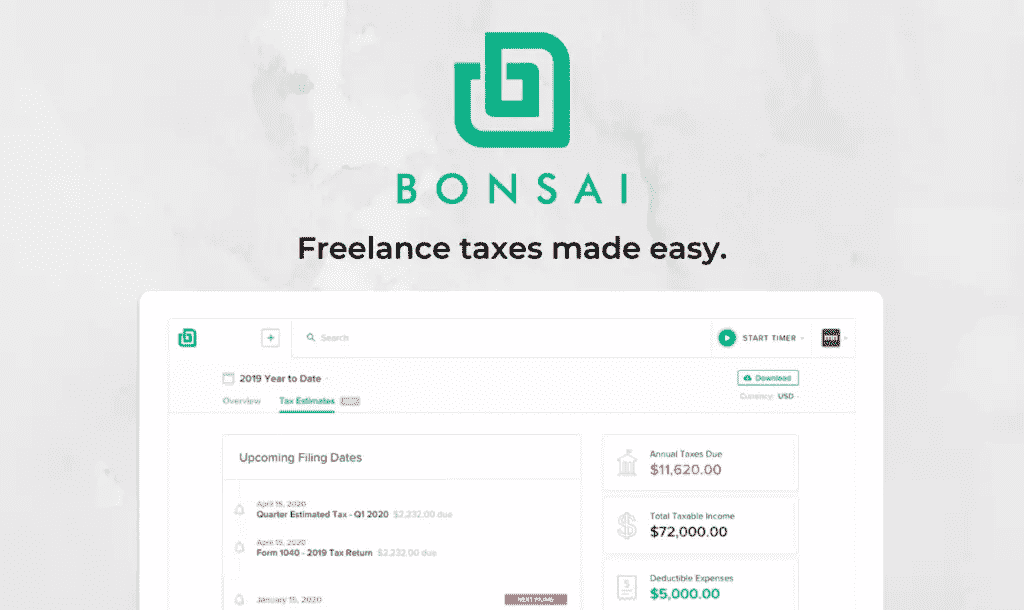 BONSAI
Freelance taxes made easy.
Search
START TIMER
mn
2019 Year to Date
Download
Overview
Tax Estimates
Currency: USD
Upcoming Filing Dates
Annual Taxes Due
$11,620.00
April 15, 2020
Quarter Estimated Tax - Q1 2020 $2,232.00 due
Total Taxable Income
$72,000.00
April 15, 2020
Form 1040 - 2019 Tax Return $2,232.00 due
Deductible Expenses
$5,000.00
January 15, 2020
NEXT FILING